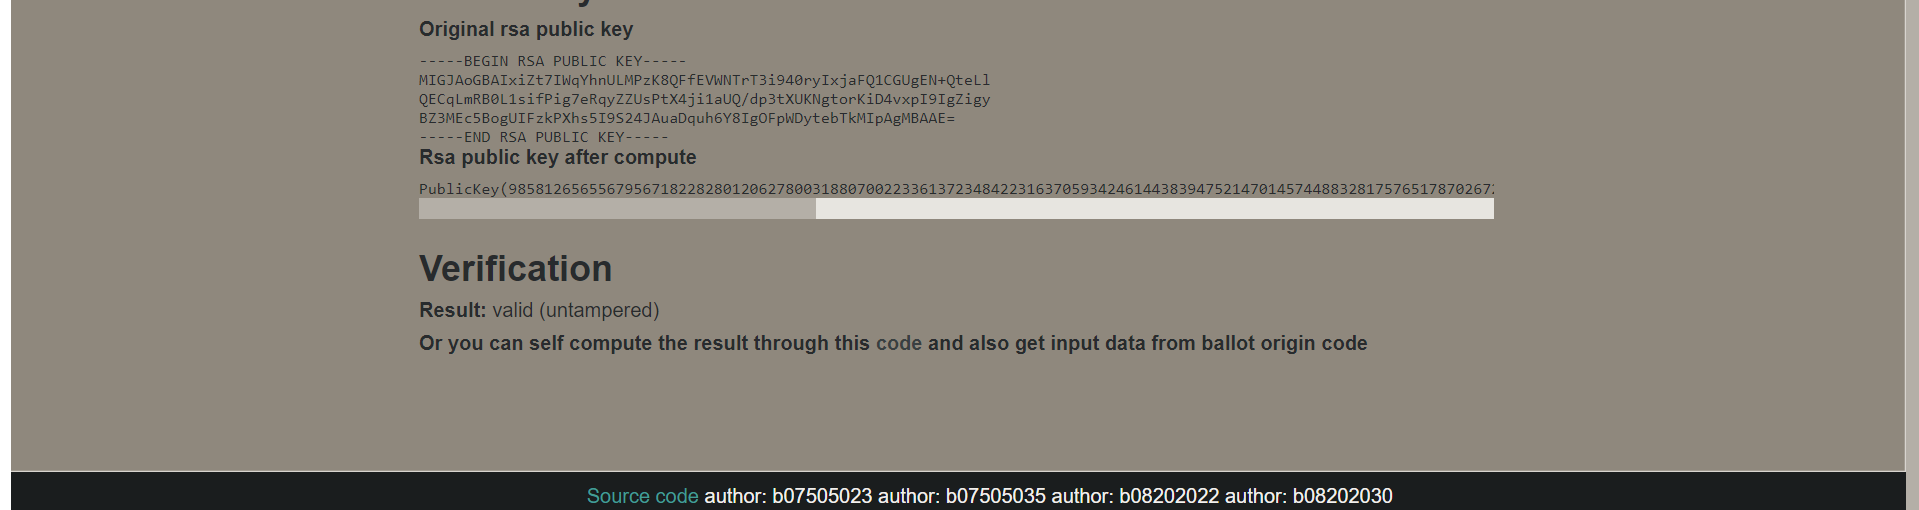 Original rsa public key
-----BEGIN RSA PUBLIC KEY-----
MIGJAoGBAIxiZt7IWqYhnULMPzK8QFfEVWNTrT3i940ryIxjaFQ1CGUgEN+QteLl
QECqLmRB0L1sifPig7eRqyZZUsPtX4ji1aUQ/dp3tXUKNgtorKiD4vxpI9IgZigy
BZ3MEc5BogUIFzkPXhs5I9S24JAuaDquh6Y8IgOFpWDytebTkMIpAgMBAAE=
-----END RSA PUBLIC KEY-----
Rsa public key after compute
PublicKey(98581265655679567182282801206278003188070022336137234842231637059342461443839475214701457448832817576517870267
Verification
Result: valid (untampered)
Or you can self compute the result through this code and also get input data from ballot origin code
Source code author: b07505023 author: b07505035 author: b08202022 author: b08202030